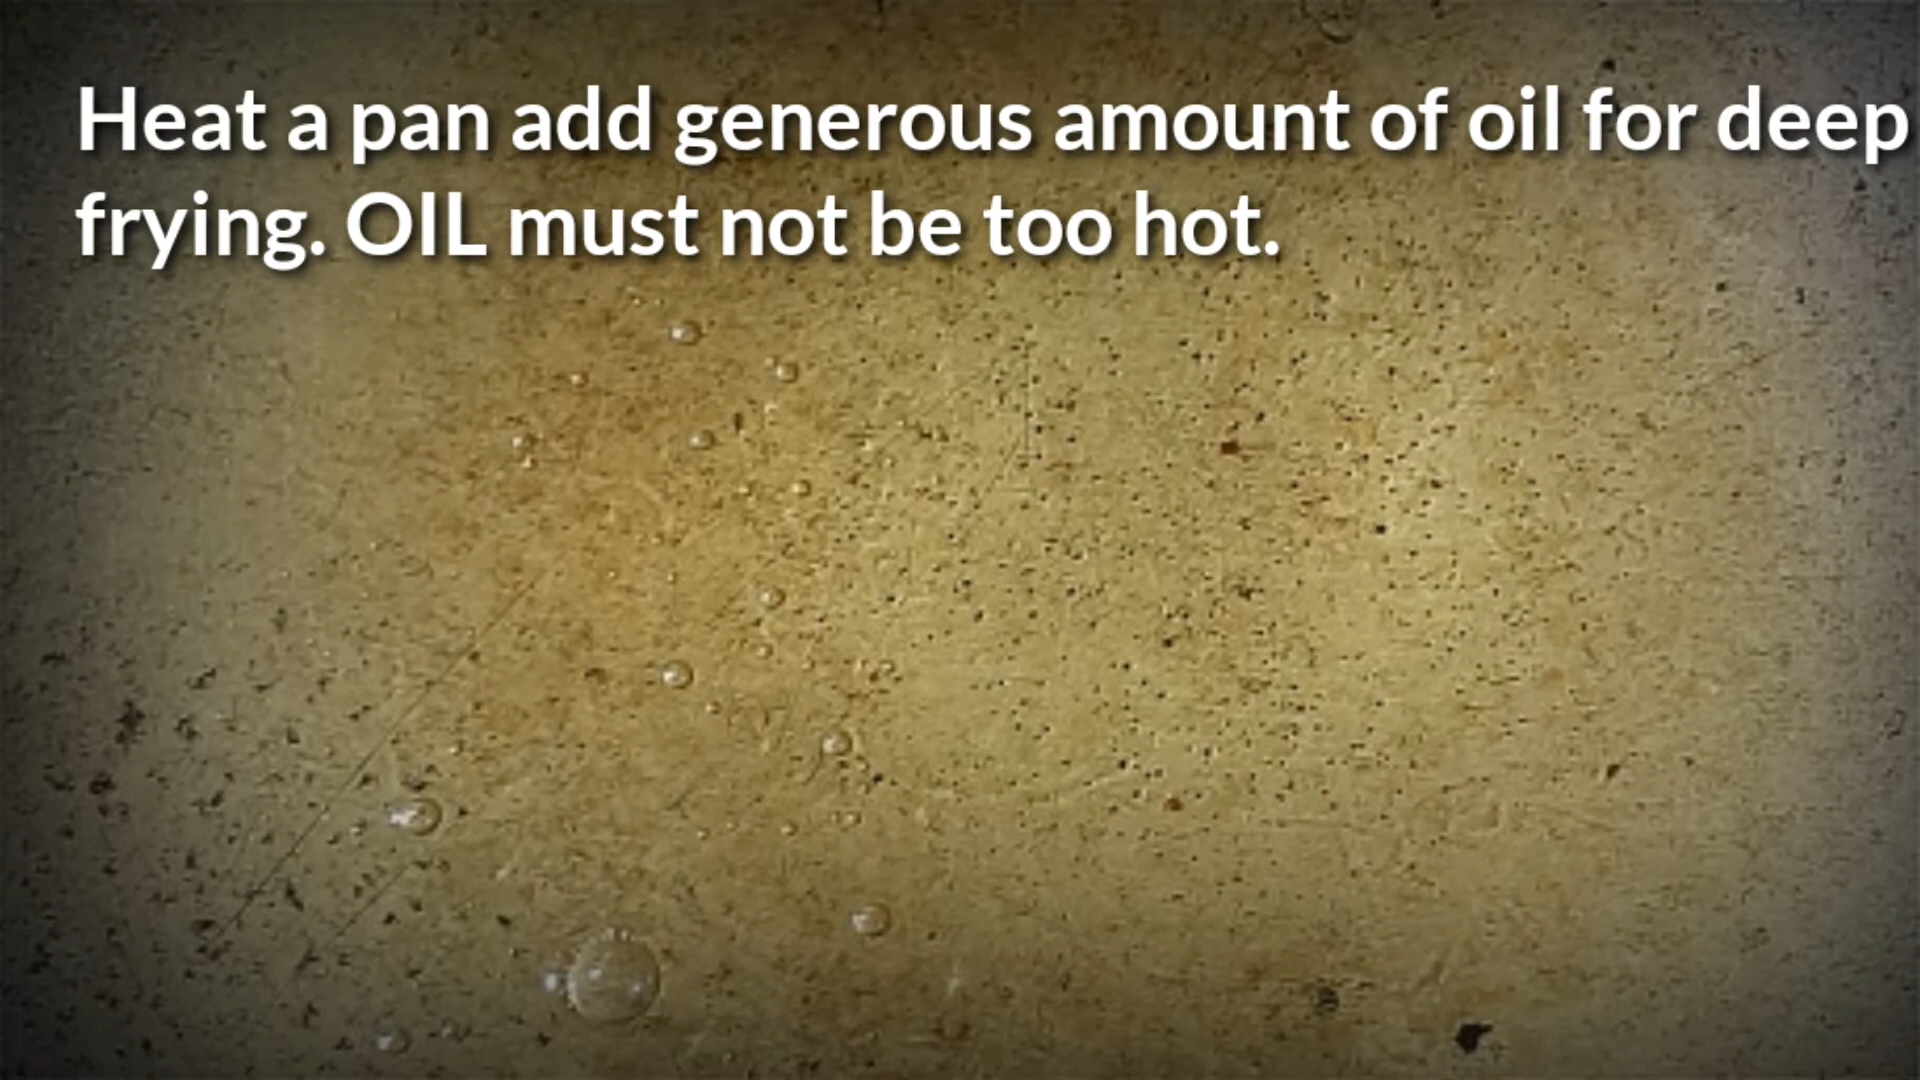 Heat a pan add generous amount of oil for deep
frying. OIL must not be too hot.